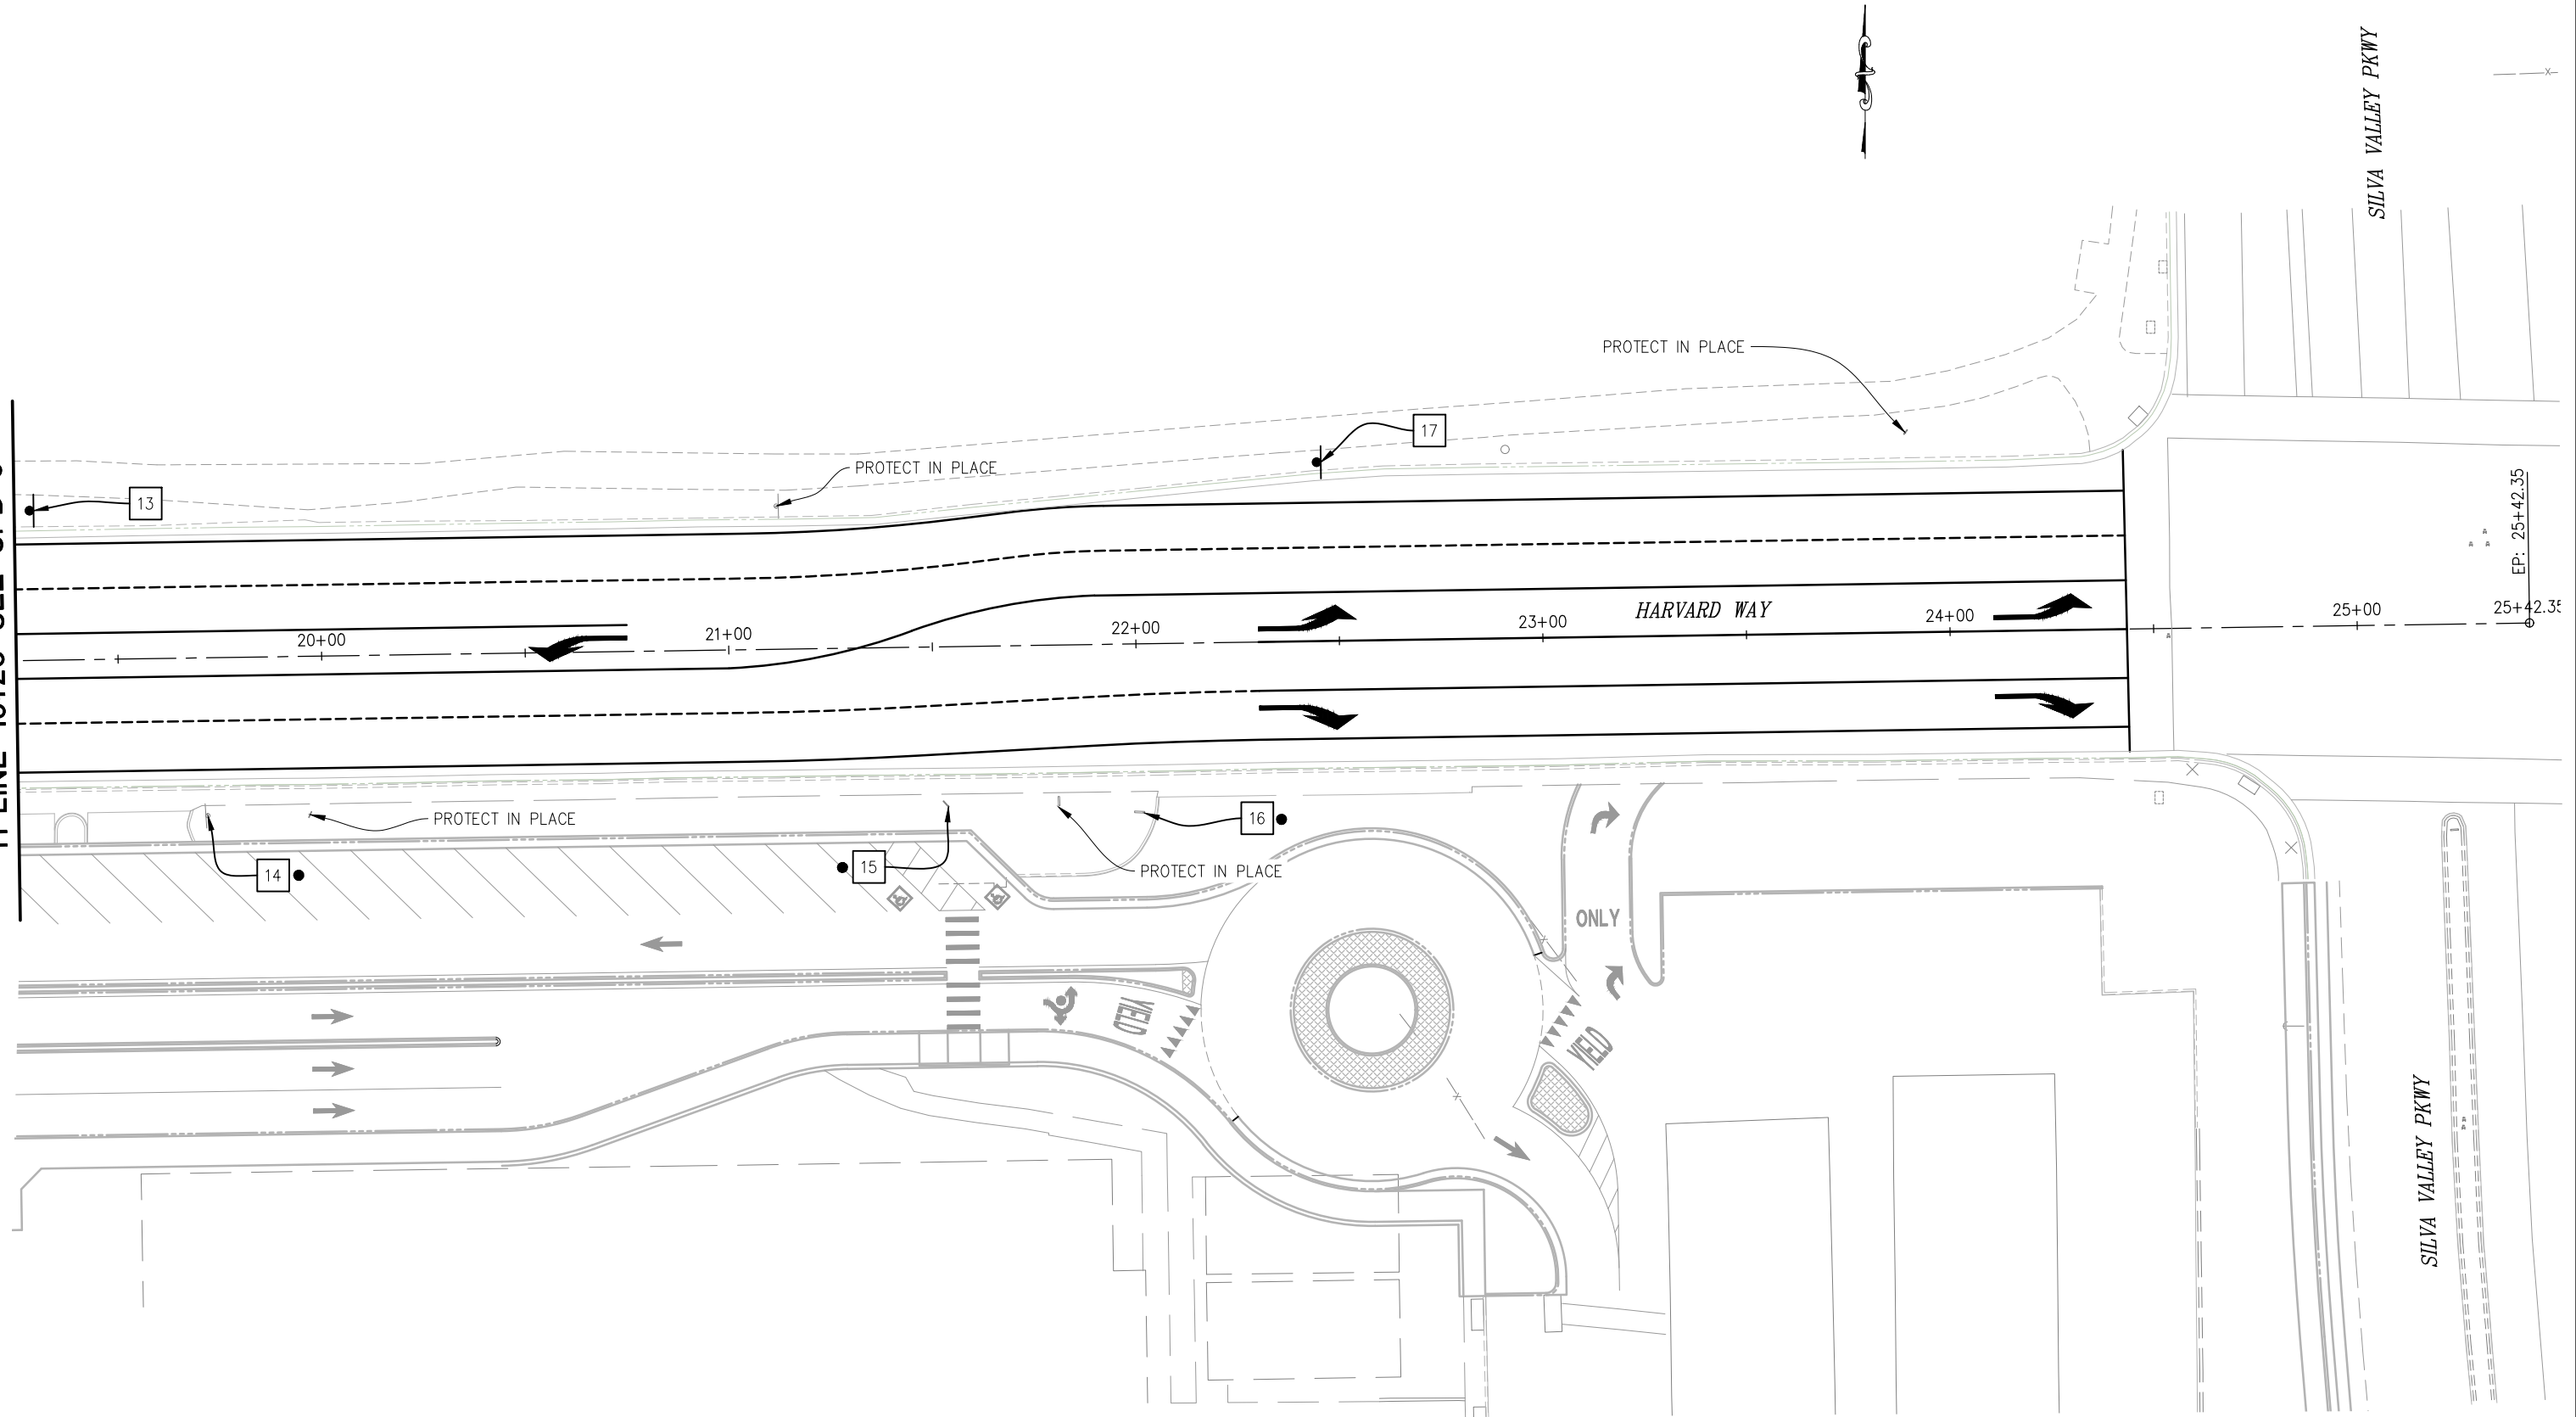 SILVA VALLEY PKWY
PROTECT IN PLACE
17
PROTECT IN PLACE
13
EP: 25+42.35
20+00
21+00
22+00
23+00
HARVARD WAY
24+00
25+00
25+42.35
PROTECT IN PLACE
16
14
15
PROTECT IN PLACE
ONLY
YIELD
YIELD
SILVA VALLEY PKWY